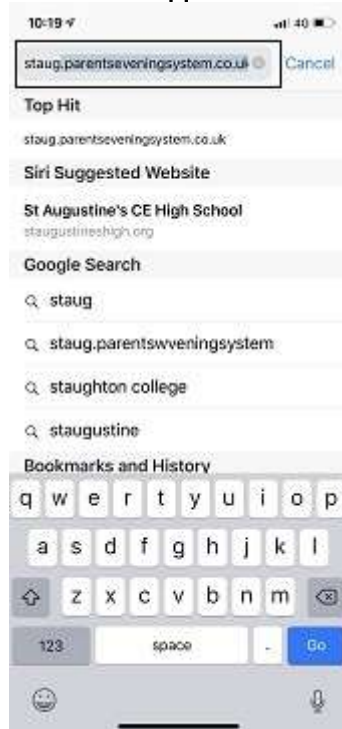 10:19
4G
staug.parentseveningsystem.co.uk
Cancel
Top Hit
staug.parentseveningsystem.co.uk
Siri Suggested Website
St Augustine's CE High School
staugustineshigh.org
Google Search
staug
staug.parentswveningsystem
staughton college
staugustine
Bookmarks and History
q w e r t y u i o p
a s d f g h j k l
z x c v b n m
123 space . Go